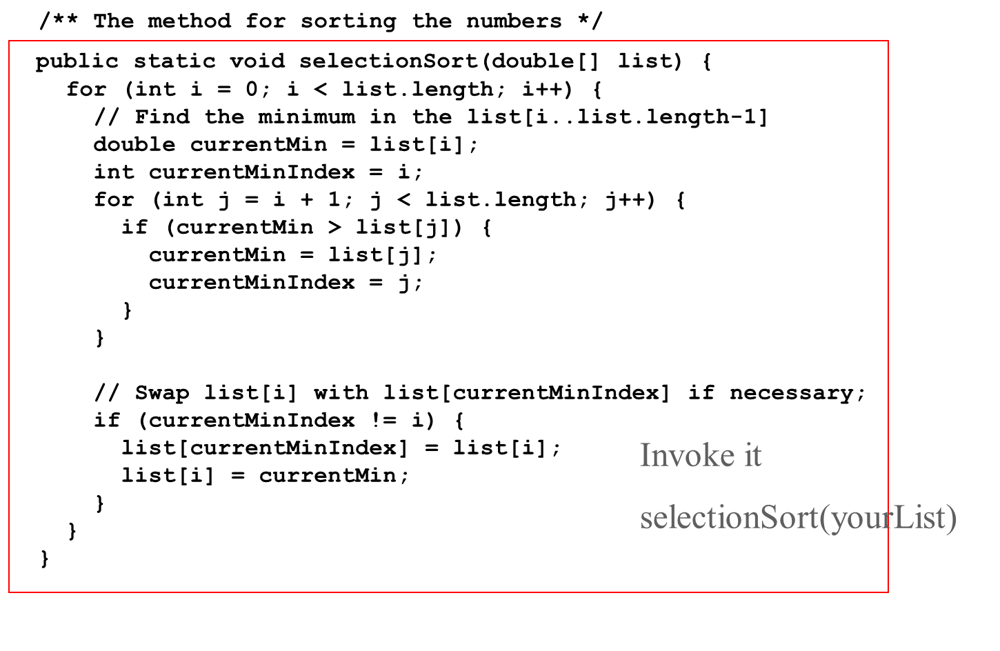 /** The method for sorting the numbers */
public static void selectionSort(double[] list) {
  for (int i = 0; i < list.length; i++) {
    // Find the minimum in the list[i..list.length-1]
    double currentMin = list[i];
    int currentMinIndex = i;
    for (int j = i + 1; j < list.length; j++) {
      if (currentMin > list[j]) {
        currentMin = list[j];
        currentMinIndex = j;
      }
    }
    // Swap list[i] with list[currentMinIndex] if necessary;
    if (currentMinIndex != i) {
      list[currentMinIndex] = list[i];
      list[i] = currentMin;
    }
  }
}
Invoke it
selectionSort(yourList)